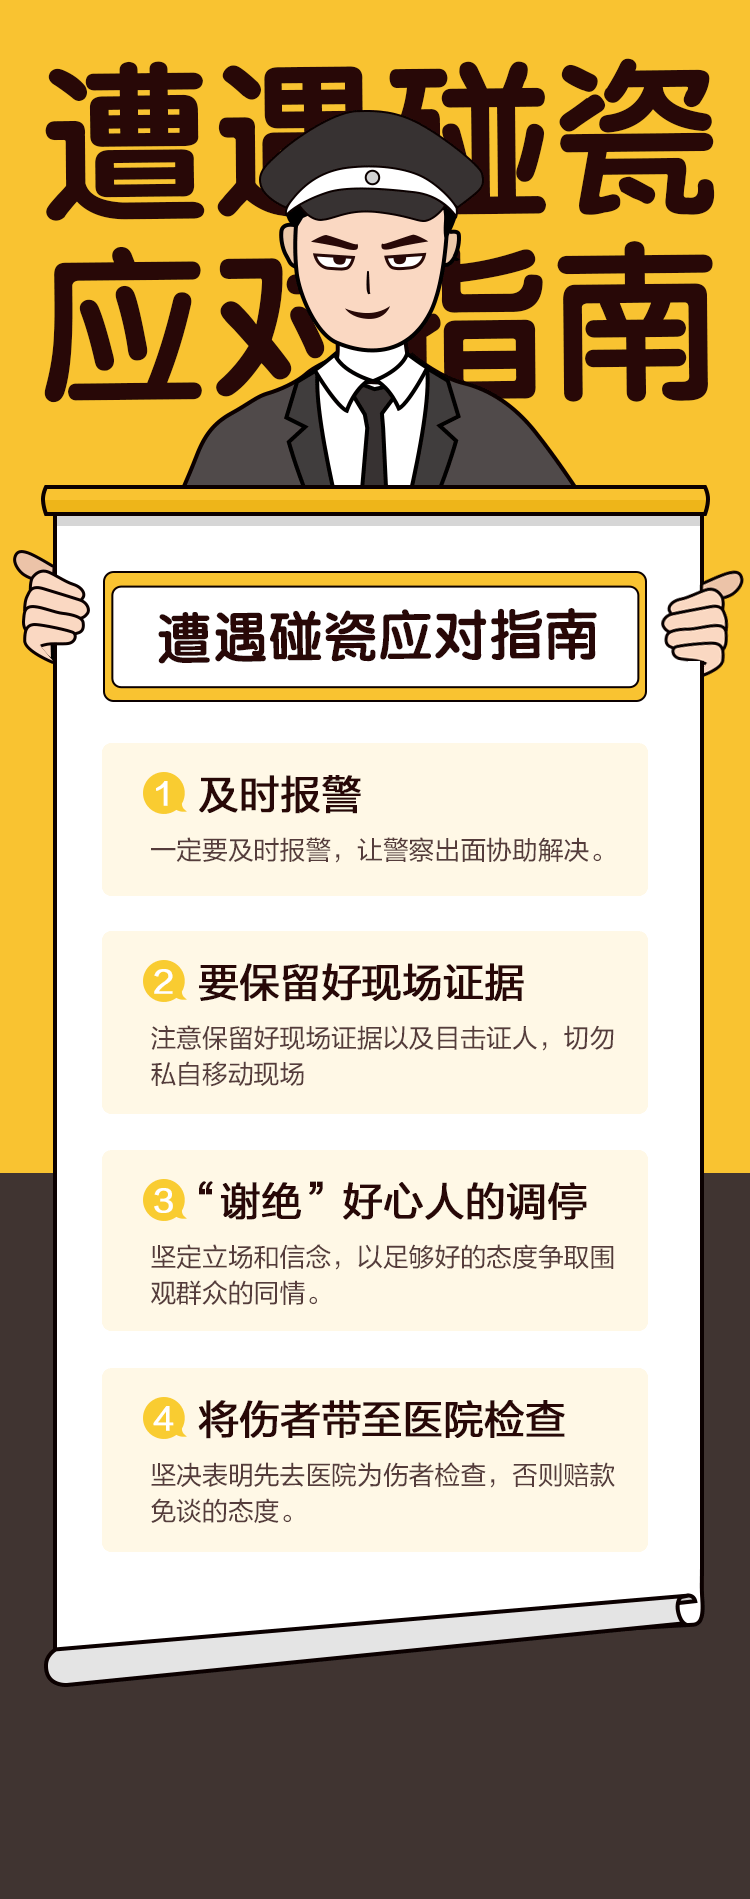 遭遇碰瓷
应对指南
遭遇碰瓷应对指南
1 及时报警
一定要及时报警，让警察出面协助解决。
2 要保留好现场证据
注意保留好现场证据以及目击证人，切勿
私自移动现场
3 “谢绝”好心人的调停
坚定立场和信念，以足够好的态度争取围
观群众的同情。
4 将伤者带至医院检查
坚决表明先去医院为伤者检查，否则赔款
免谈的态度。